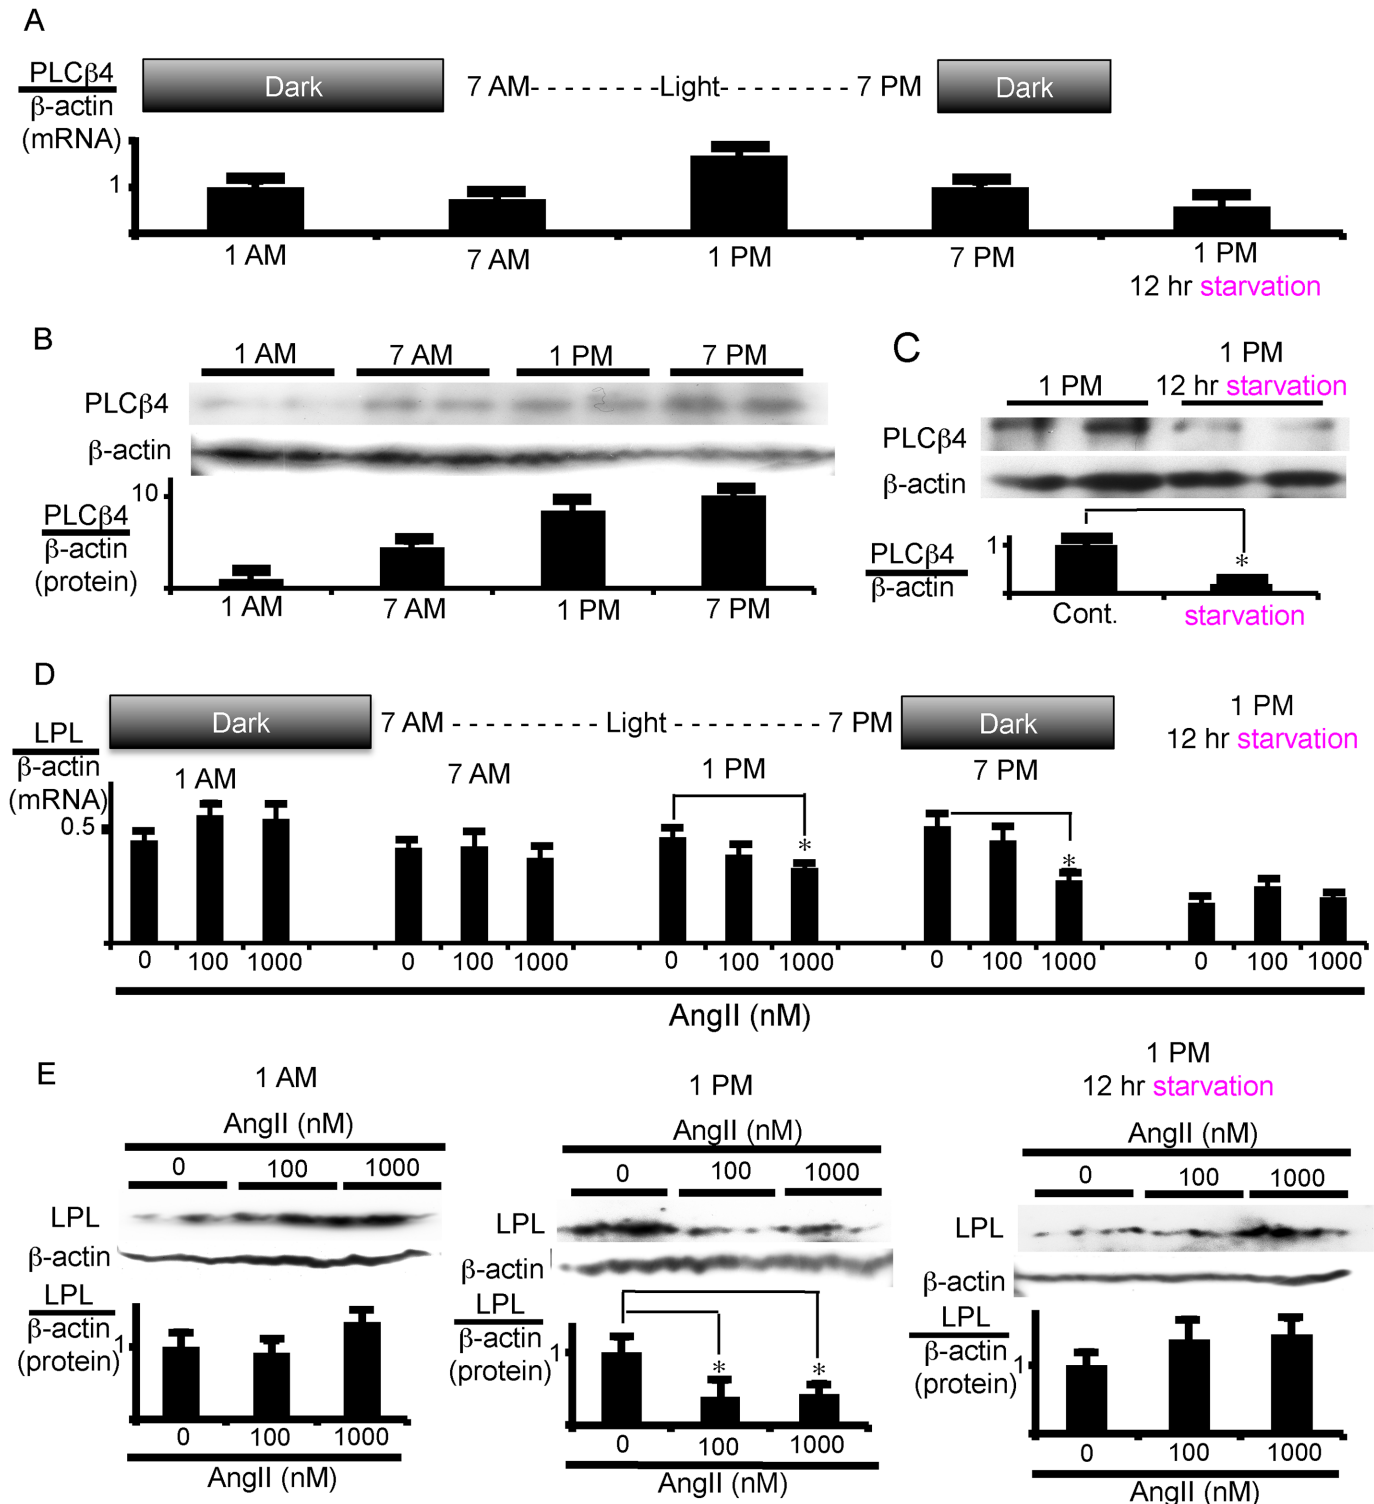 A
PLCβ4
β-actin
(mRNA)
Dark
7 AM- - - - - - - -Light- - - - - - - - 7 PM
Dark
1
1 AM
7 AM
1 PM
7 PM
1 PM
12 hr starvation
B
1 AM
7 AM
1 PM
7 PM
PLCβ4
β-actin
PLCβ4
β-actin
(protein)
10
1 AM
7 AM
1 PM
7 PM
C
1 PM
1 PM
12 hr starvation
PLCβ4
β-actin
PLCβ4
β-actin
1
*
Cont.
starvation
D
LPL
β-actin
(mRNA)
Dark
7 AM - - - - - - - - - Light - - - - - - - - - 7 PM
Dark
1 PM
12 hr starvation
1 AM
7 AM
1 PM
7 PM
0.5
*
*
0 100 1000
0 100 1000
0 100 1000
0 100 1000
0 100 1000
AngII (nM)
E
1 AM
AngII (nM)
0 100 1000
LPL
β-actin
LPL
β-actin
(protein)
1
0 100 1000
AngII (nM)
1 PM
AngII (nM)
0 100 1000
LPL
β-actin
LPL
β-actin
(protein)
1
* *
0 100 1000
AngII (nM)
1 PM
12 hr starvation
AngII (nM)
0 100 1000
LPL
β-actin
LPL
β-actin
(protein)
1
0 100 1000
AngII (nM)